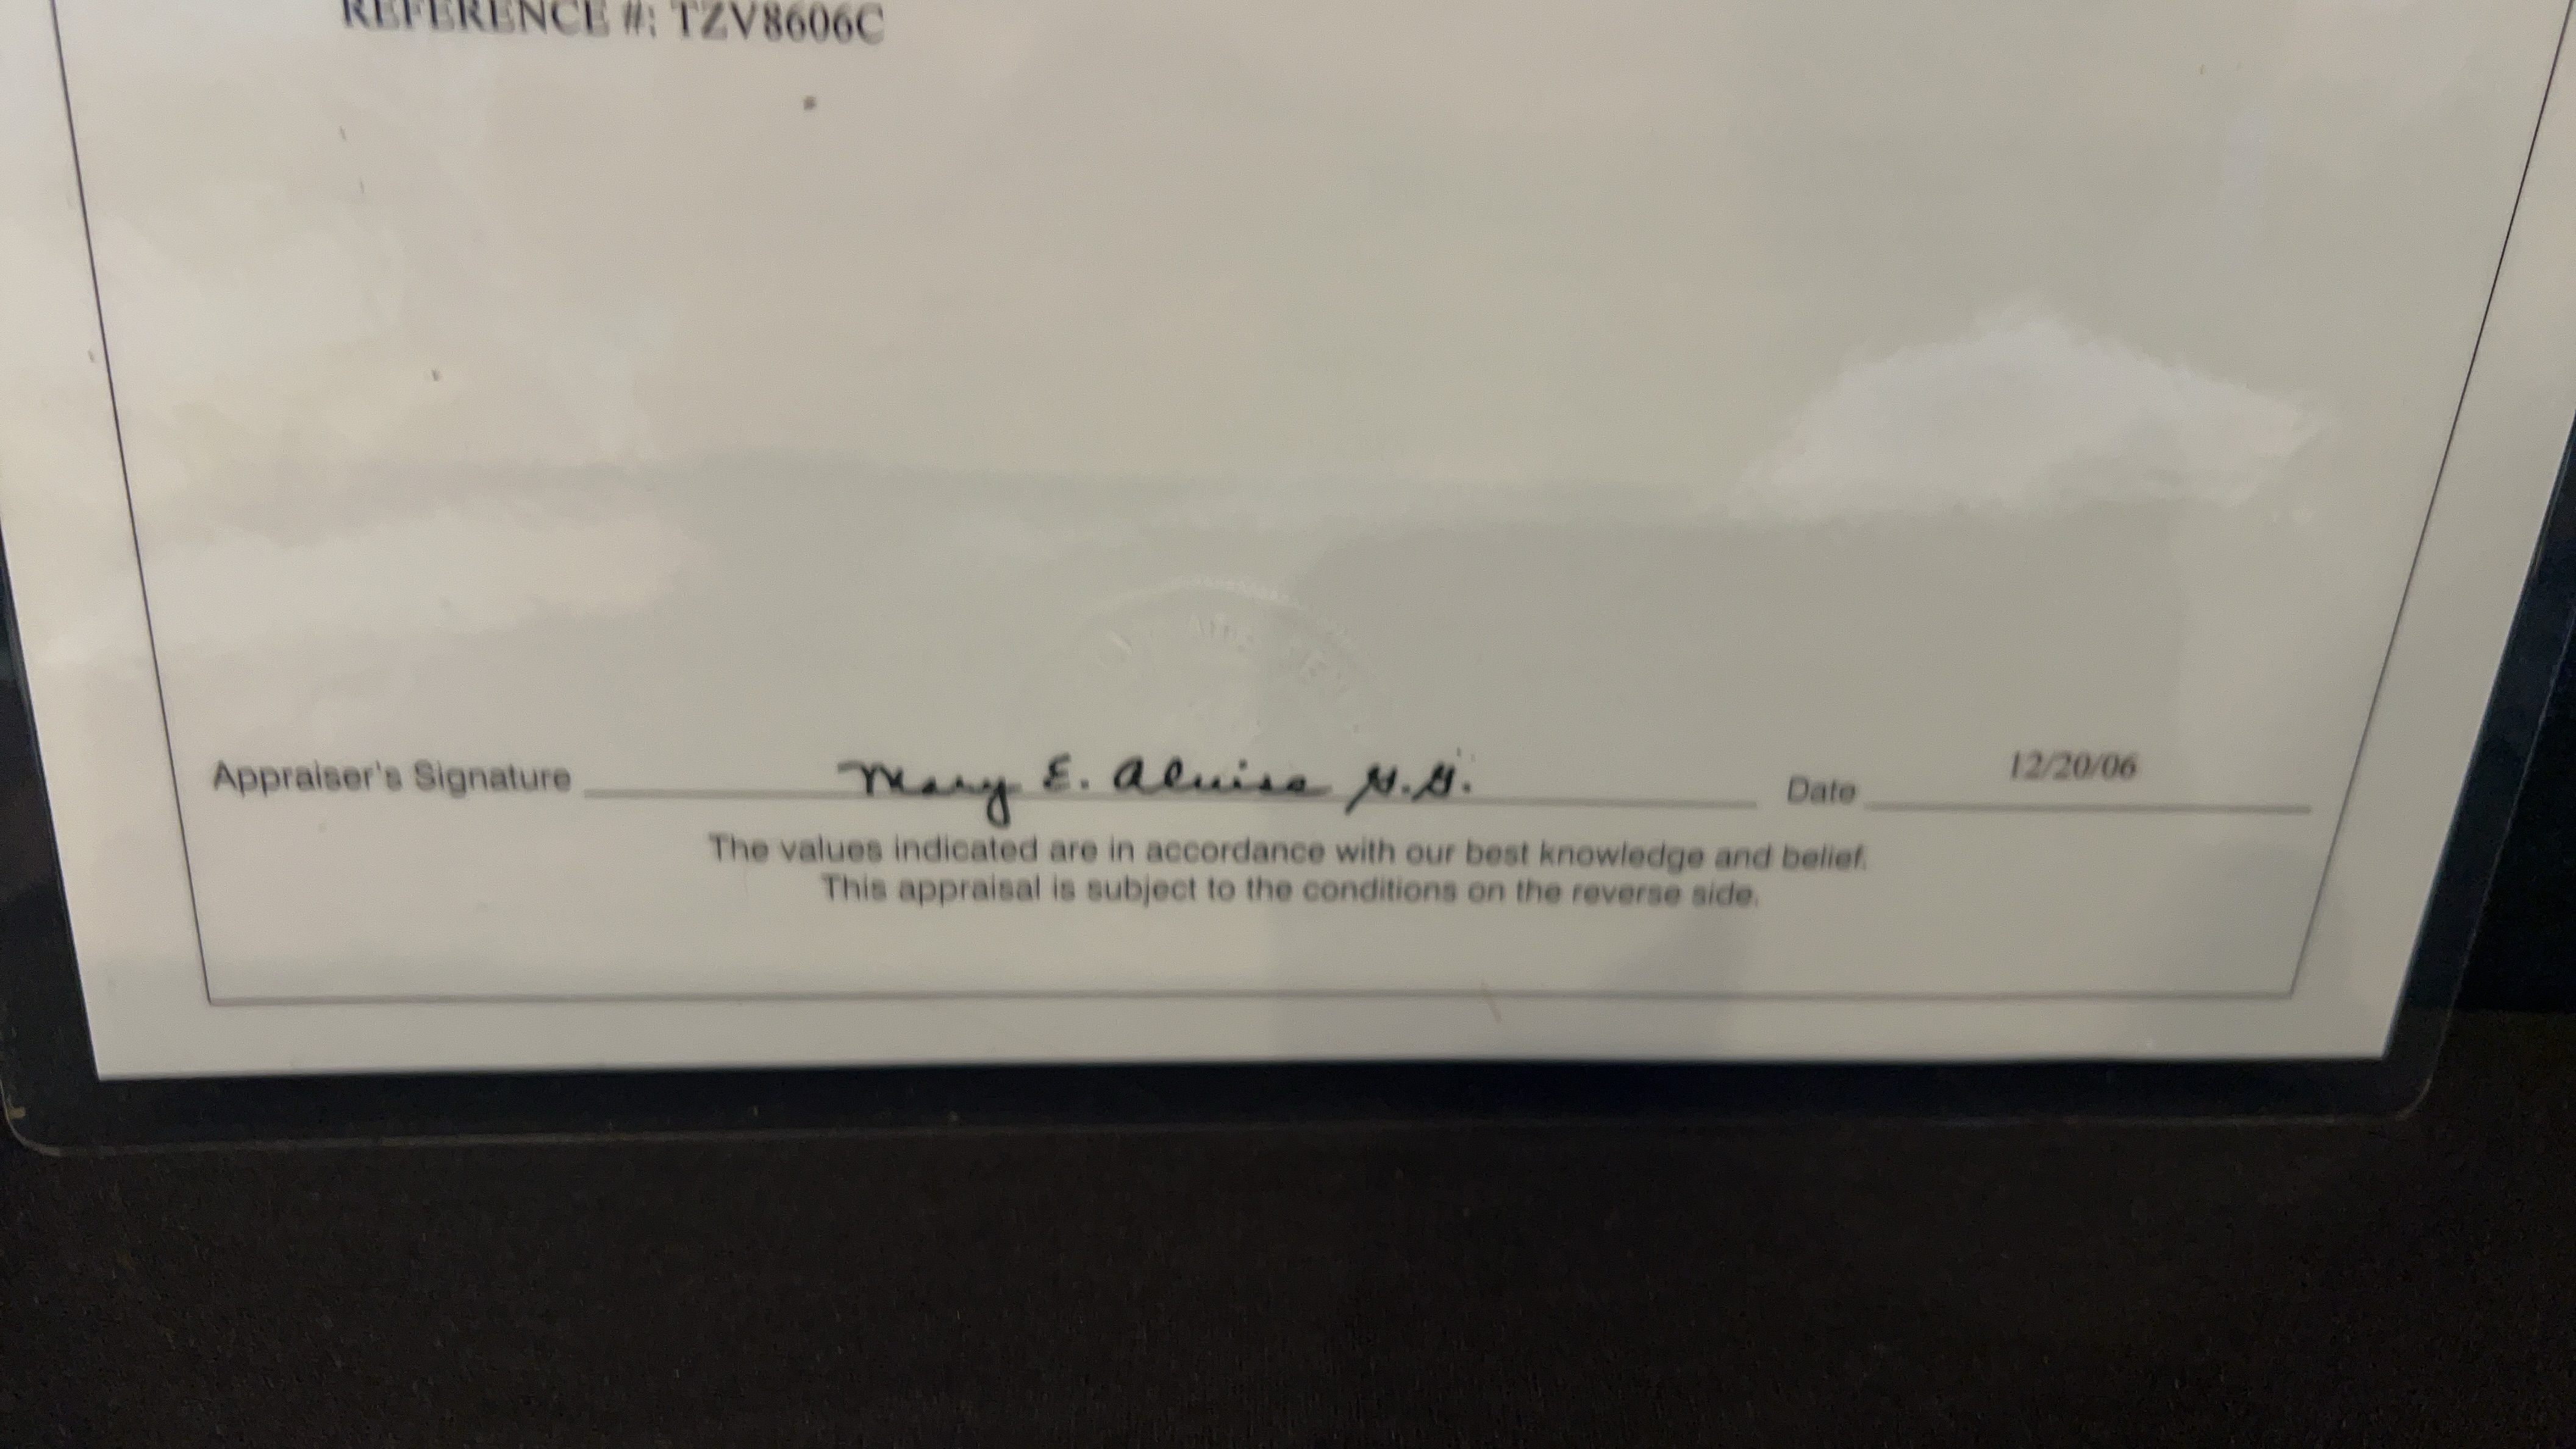 REFERENCE #: TZV8606C
Appraiser's Signature Mary E. Aluisa G.G. Date 12/20/06
The values indicated are in accordance with our best knowledge and belief.
This appraisal is subject to the conditions on the reverse side.